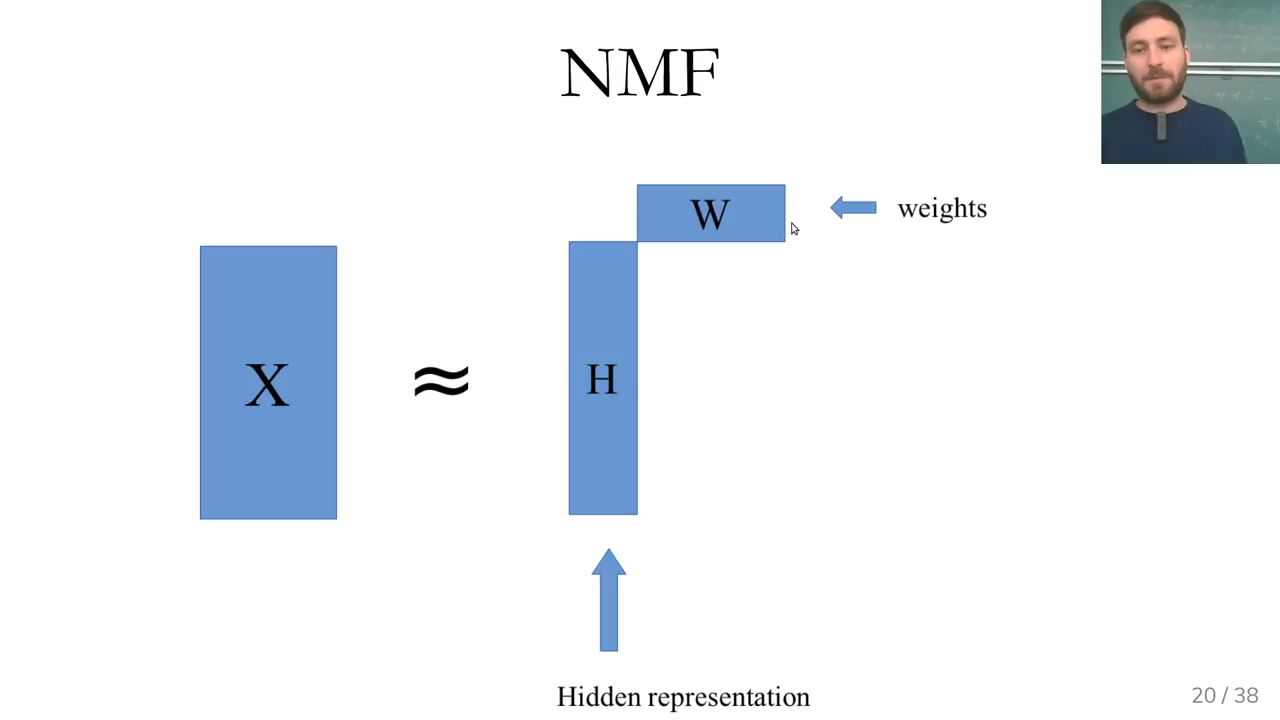 NMF
W
weights
X
≈
H
Hidden representation
20 / 38